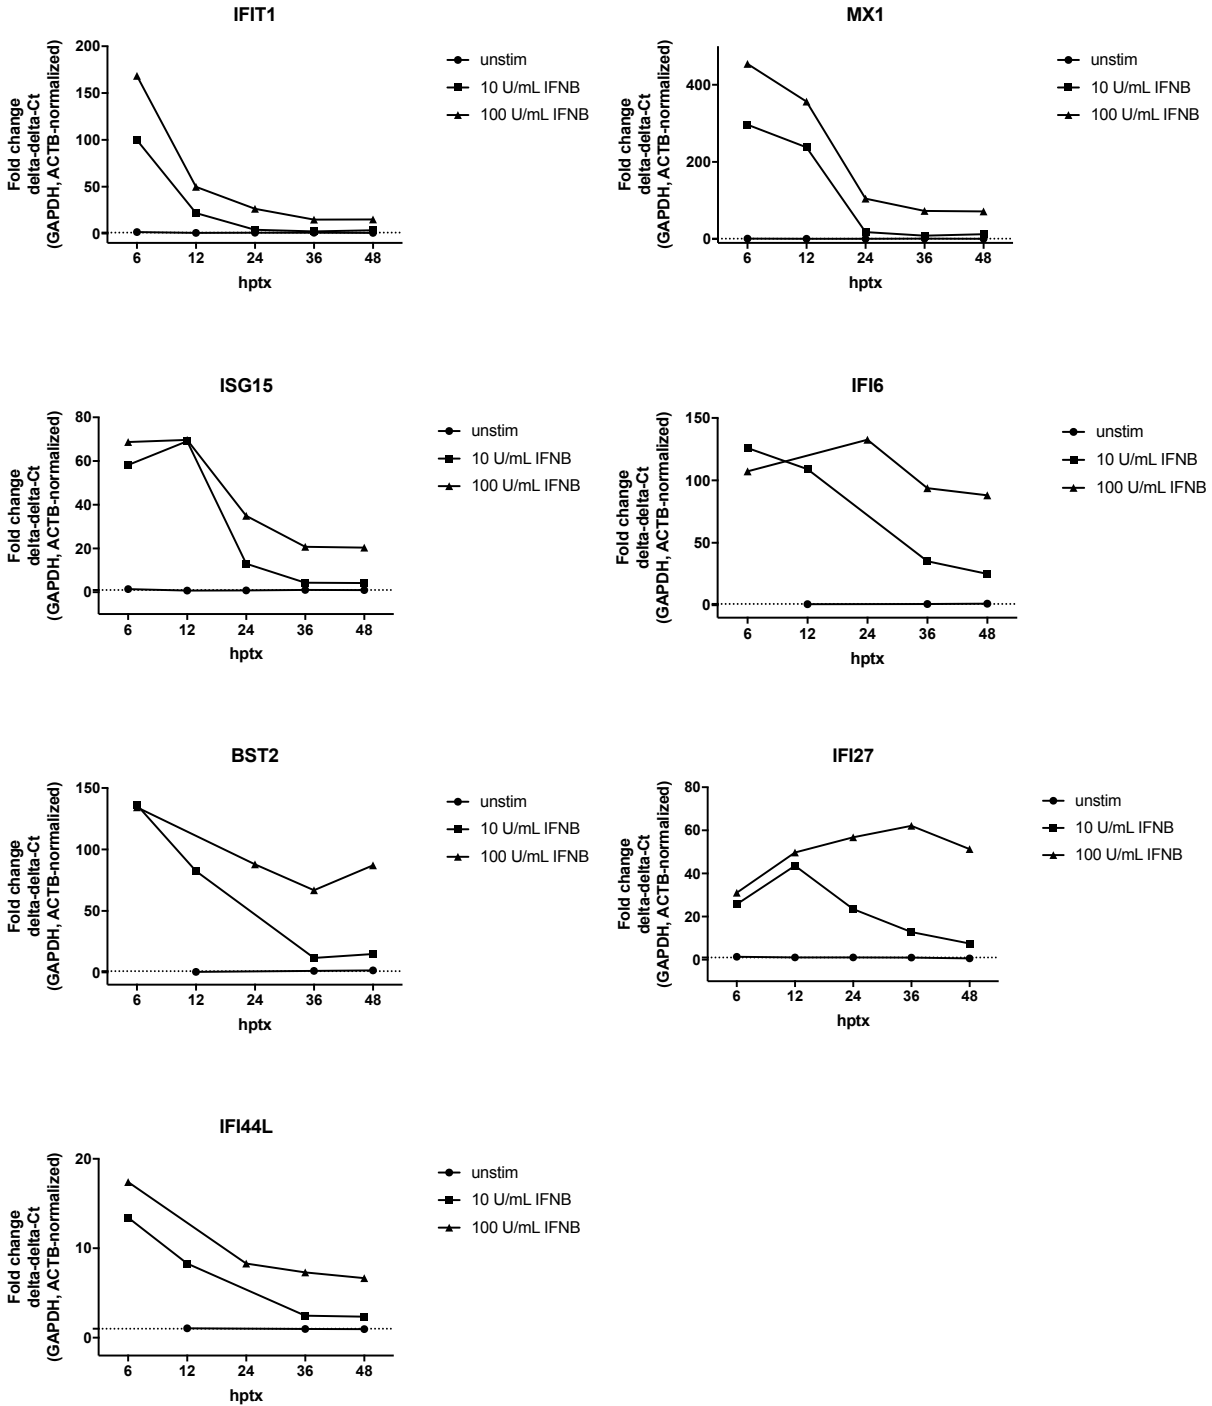 IFIT1
Fold change
delta-delta-Ct
(GAPDH, ACTB-normalized)
200
150
100
50
0
6 12 24 36 48
hptx
unstim
10 U/mL IFNB
100 U/mL IFNB
MX1
Fold change
delta-delta-Ct
(GAPDH, ACTB-normalized)
400
200
0
6 12 24 36 48
hptx
unstim
10 U/mL IFNB
100 U/mL IFNB
ISG15
Fold change
delta-delta-Ct
(GAPDH, ACTB-normalized)
80
60
40
20
0
6 12 24 36 48
hptx
unstim
10 U/mL IFNB
100 U/mL IFNB
IFI6
Fold change
delta-delta-Ct
(GAPDH, ACTB-normalized)
150
100
50
0
6 12 24 36 48
hptx
unstim
10 U/mL IFNB
100 U/mL IFNB
BST2
Fold change
delta-delta-Ct
(GAPDH, ACTB-normalized)
150
100
50
0
6 12 24 36 48
hptx
unstim
10 U/mL IFNB
100 U/mL IFNB
IFI27
Fold change
delta-delta-Ct
(GAPDH, ACTB-normalized)
80
60
40
20
0
6 12 24 36 48
hptx
unstim
10 U/mL IFNB
100 U/mL IFNB
IFI44L
Fold change
delta-delta-Ct
(GAPDH, ACTB-normalized)
20
10
0
6 12 24 36 48
hptx
unstim
10 U/mL IFNB
100 U/mL IFNB